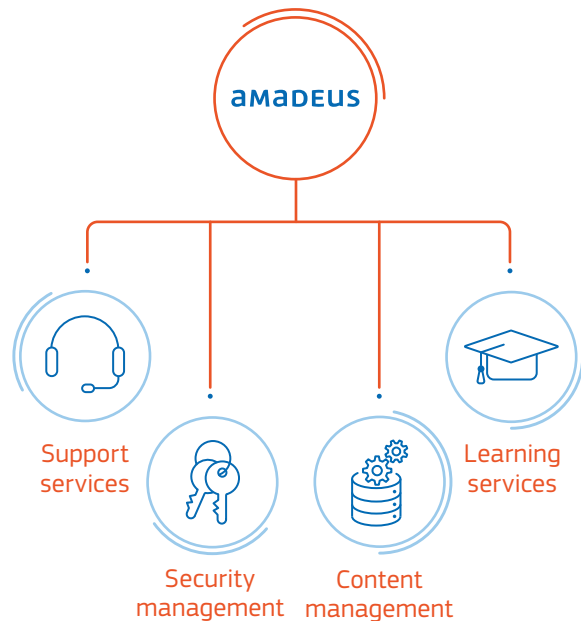 aMaDEUS
Support
services
Security
management
Content
management
Learning
services